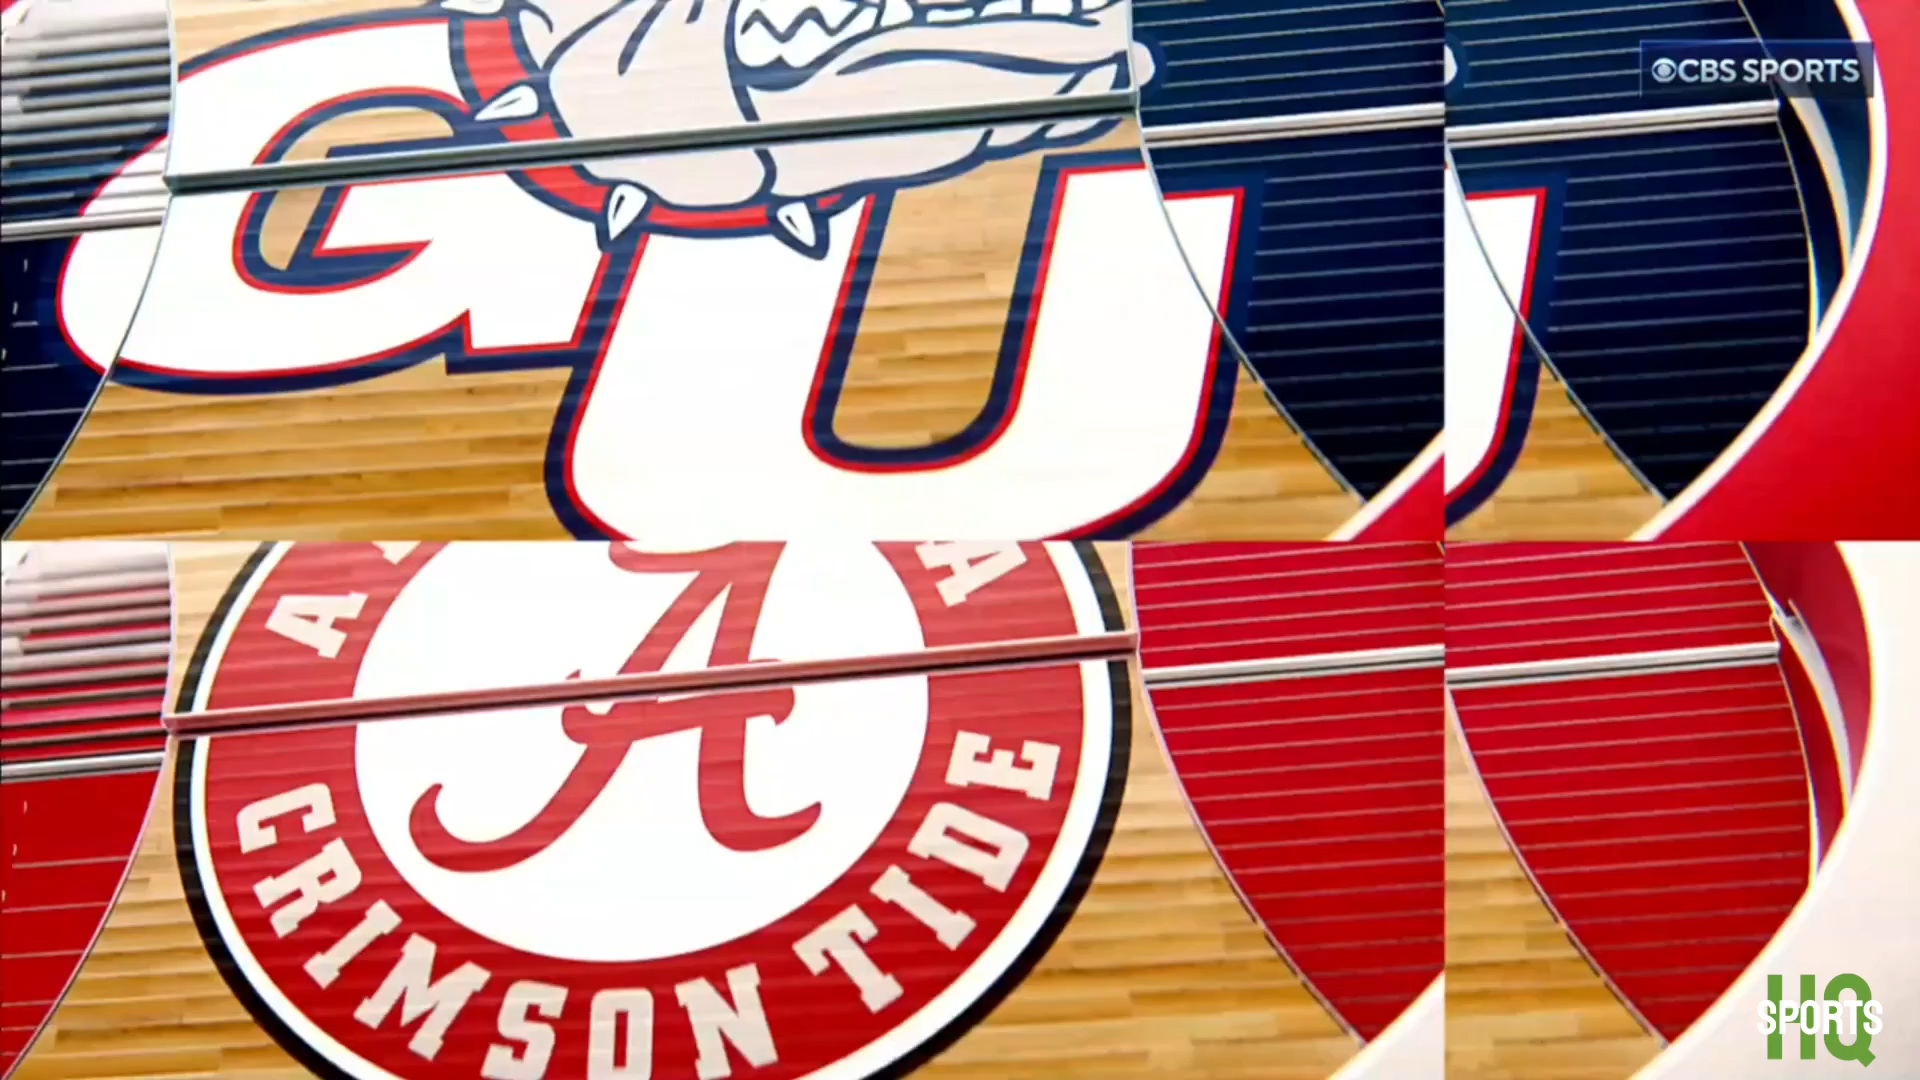 CBS SPORTS
GU
A
CRIMSON TIDE
HQ
SPORTS